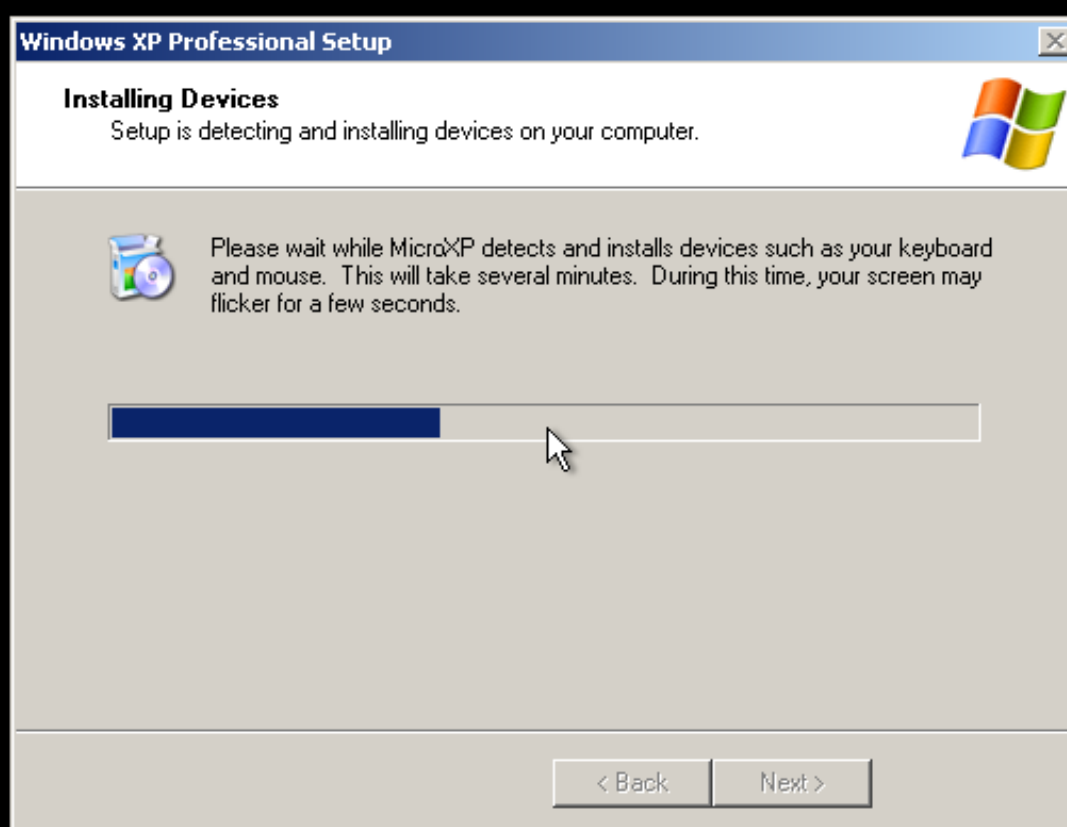 Windows XP Professional Setup
Installing Devices
Setup is detecting and installing devices on your computer.
Please wait while MicroXP detects and installs devices such as your keyboard
and mouse.  This will take several minutes.  During this time, your screen may
flicker for a few seconds.
< Back
Next >